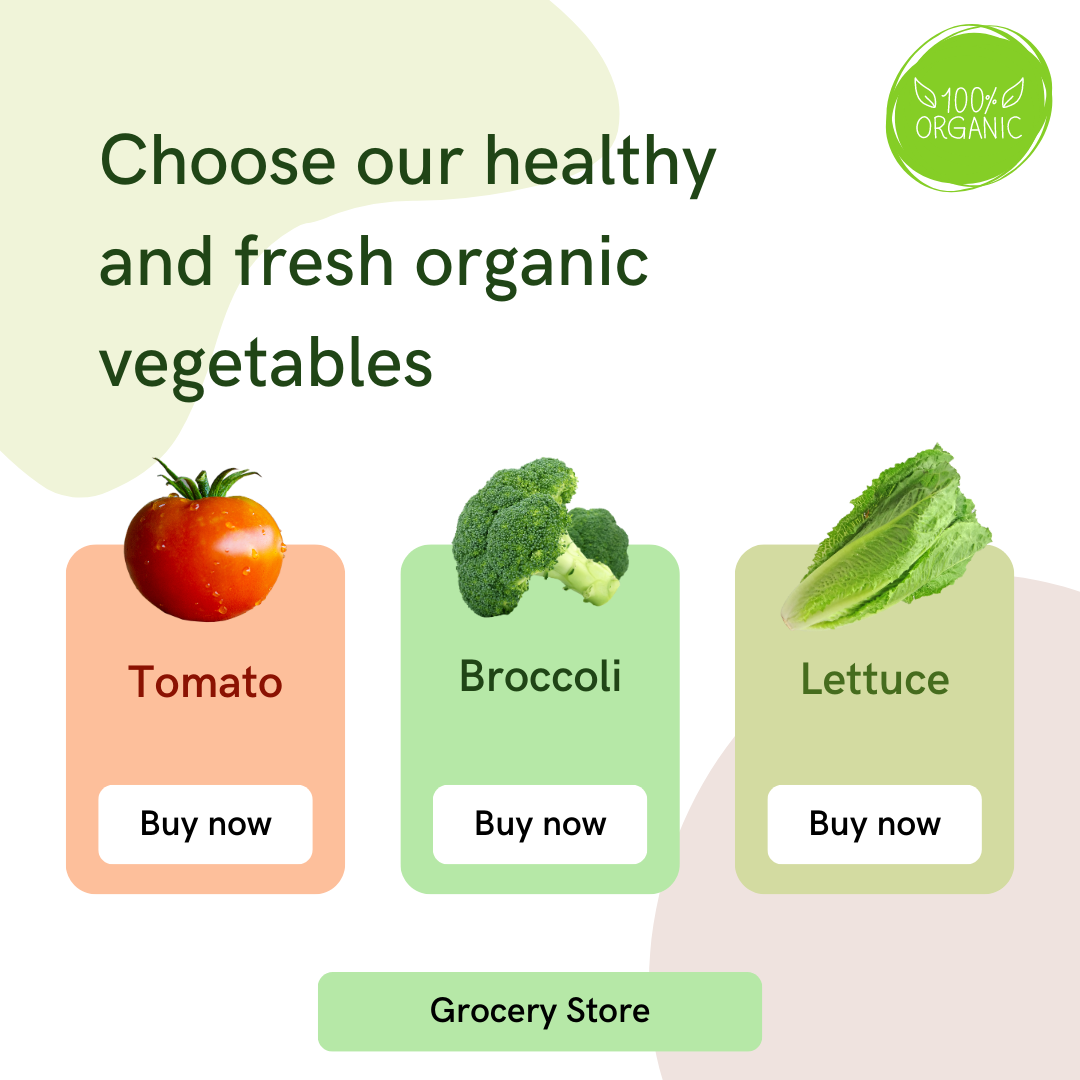 100%
ORGANIC
Choose our healthy
and fresh organic
vegetables
Tomato
Broccoli
Lettuce
Buy now
Buy now
Buy now
Grocery Store